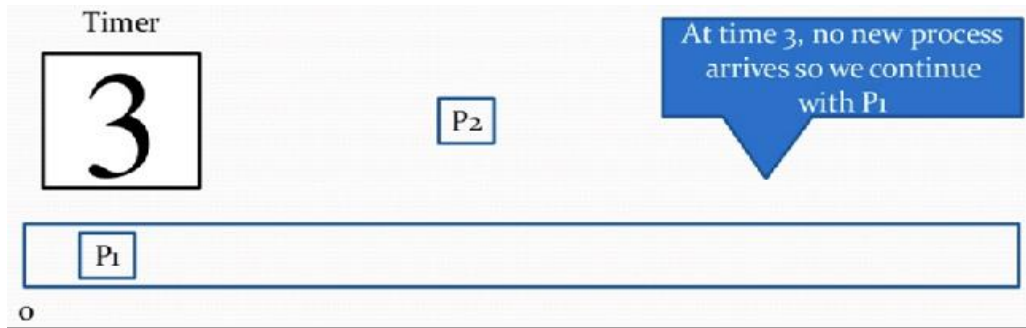 Timer
3
P2
At time 3, no new process
arrives so we continue
with P1
P1
0